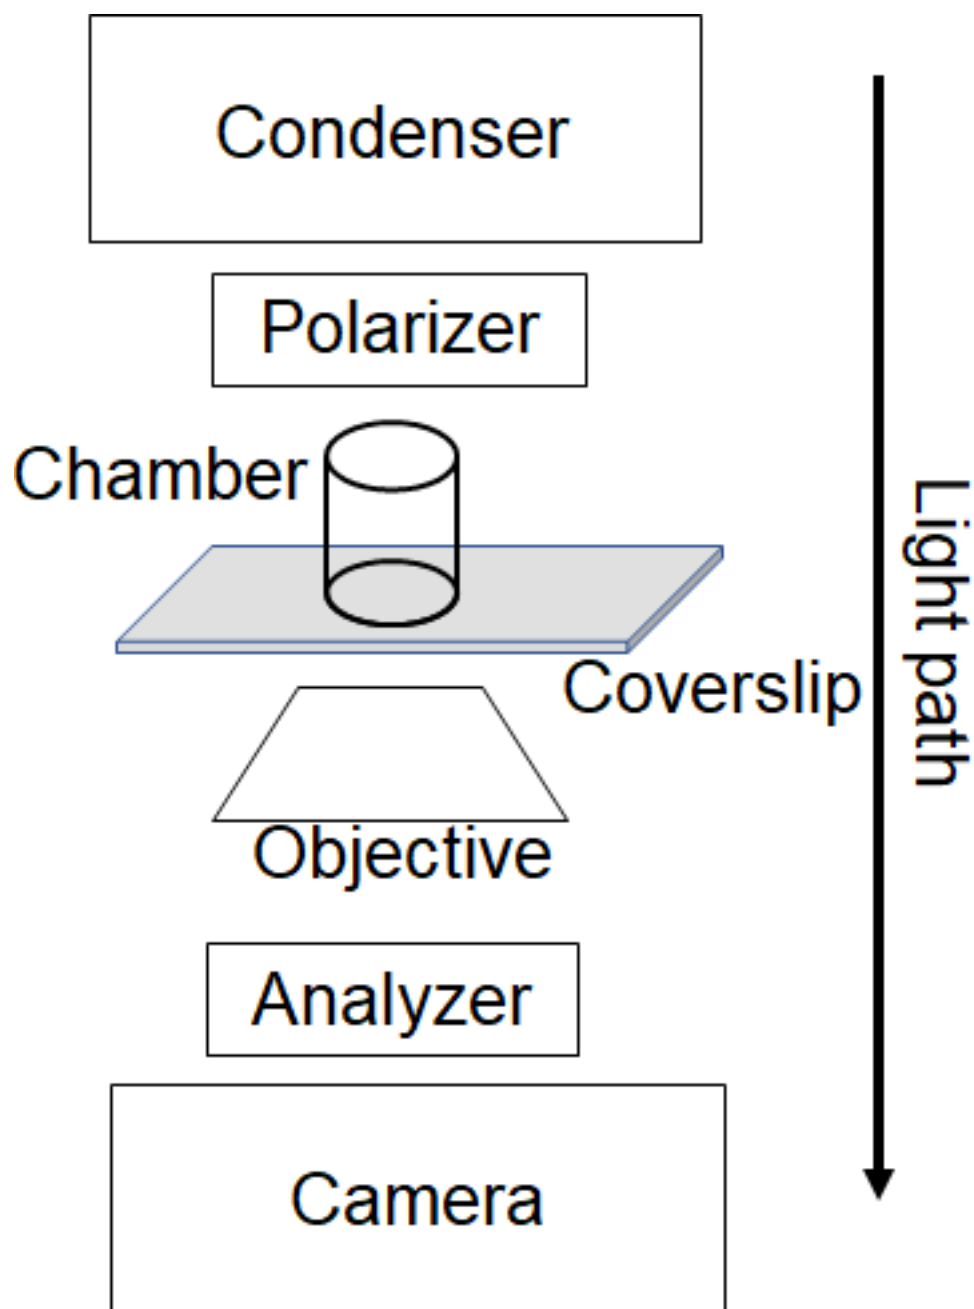 Condenser
Polarizer
Chamber
Coverslip
Objective
Analyzer
Camera
Light path